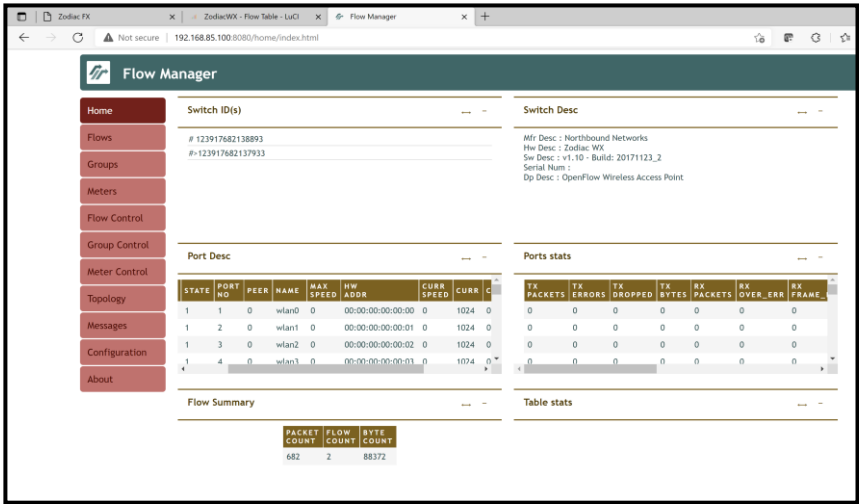 Zodiac FX
ZodiacWX - Flow Table - LuCI
Flow Manager
Not secure 192.168.85.100:8080/home/index.html
Flow Manager
Home
Flows
Groups
Meters
Flow Control
Group Control
Meter Control
Topology
Messages
Configuration
About
Switch ID(s)
# 123917682138893
#=123917682137933
Switch Desc
Mfr Desc : Northbound Networks
Hw Desc : Zodiac WX
Sw Desc : v1.10 - Build: 20171123_2
Serial Num :
Dp Desc : OpenFlow Wireless Access Point
Port Desc
STATE PORT NO PEER NAME MAX SPEED HW ADDR CURR SPEED CURR C
1 1 0 wlan0 0 00:00:00:00:00:00 0 1024 0
1 2 0 wlan1 0 00:00:00:00:00:01 0 1024 0
1 3 0 wlan2 0 00:00:00:00:00:02 0 1024 0
1 4 0 wlan3 0 00:00:00:00:00:03 0 1024 0
Ports stats
TX PACKETS TX ERRORS TX DROPPED TX BYTES RX PACKETS RX OVER_ERR RX FRAME_
0 0 0 0 0 0 0
0 0 0 0 0 0 0
0 0 0 0 0 0 0
0 0 0 0 0 0 0
Flow Summary
PACKET COUNT FLOW COUNT BYTE COUNT
682 2 88372
Table stats